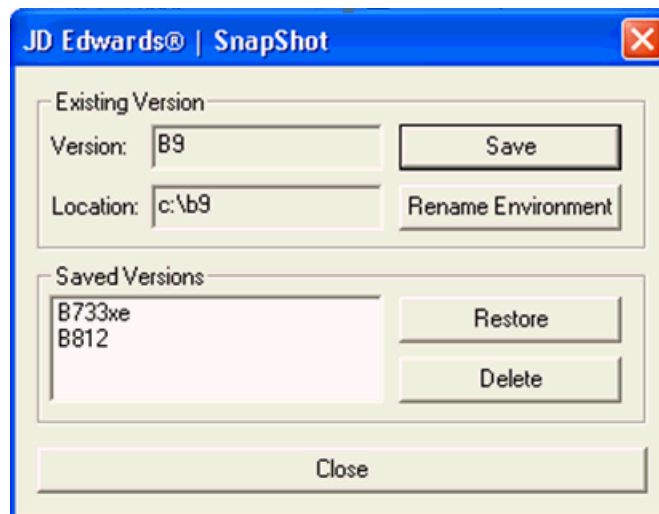 JD Edwards® | SnapShot
Existing Version
Version: B9 Save
Location: c:\b9 Rename Environment
Saved Versions
B733xe
B812
Restore
Delete
Close